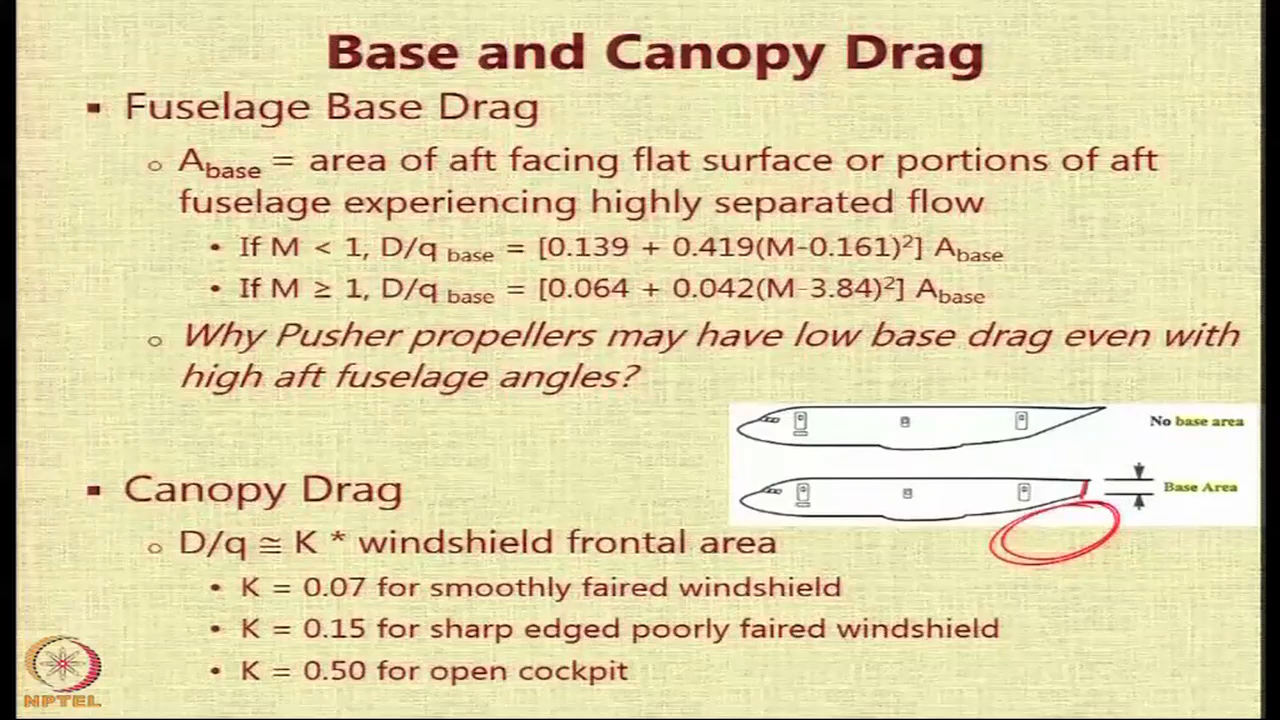 Base and Canopy Drag
▪ Fuselage Base Drag
o A_base = area of aft facing flat surface or portions of aft
fuselage experiencing highly separated flow
• If M < 1, D/q base = [0.139 + 0.419(M-0.161)²] A_base
• If M ≥ 1, D/q base = [0.064 + 0.042(M-3.84)²] A_base
o Why Pusher propellers may have low base drag even with
high aft fuselage angles?
No base area
Base Area
▪ Canopy Drag
o D/q ≅ K * windshield frontal area
• K = 0.07 for smoothly faired windshield
• K = 0.15 for sharp edged poorly faired windshield
• K = 0.50 for open cockpit
NPTEL